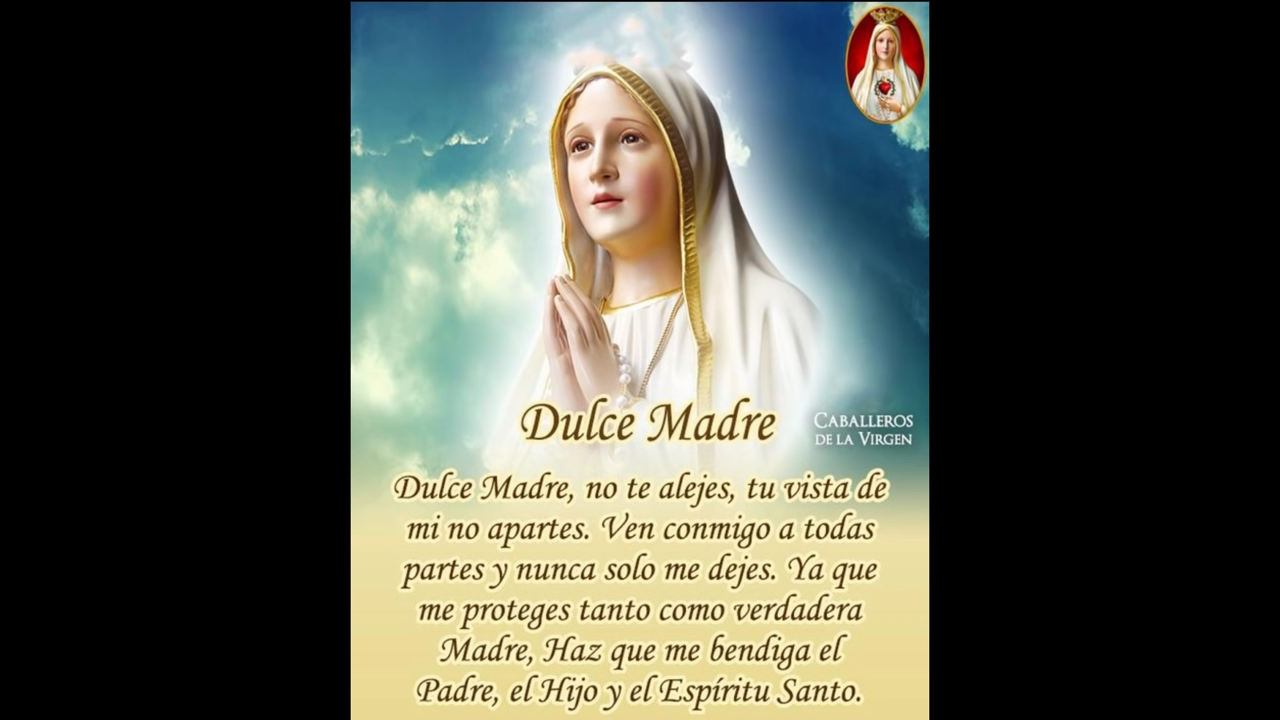 Dulce Madre
CABALLEROS
DE LA VIRGEN
Dulce Madre, no te alejes, tu vista de
mi no apartes. Ven conmigo a todas
partes y nunca solo me dejes. Ya que
me proteges tanto como verdadera
Madre, Haz que me bendiga el
Padre, el Hijo y el Espíritu Santo.